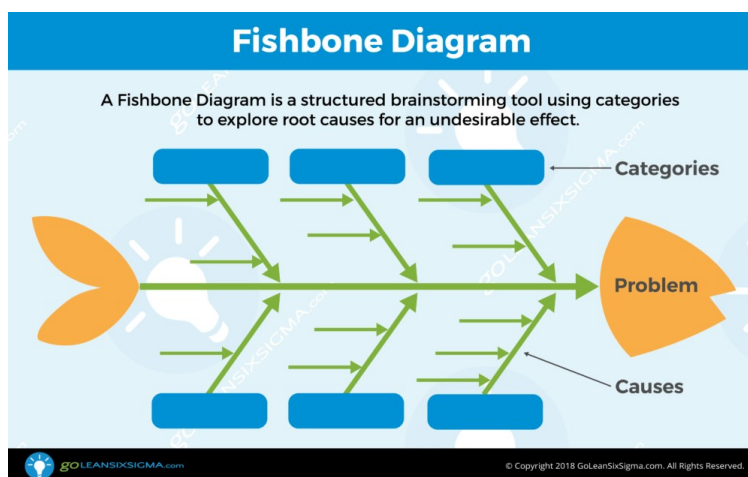 Fishbone Diagram
A Fishbone Diagram is a structured brainstorming tool using categories
to explore root causes for an undesirable effect.
Categories
Problem
Causes
goLEANSIXSIGMA.com
© Copyright 2018 GoLeanSixSigma.com. All Rights Reserved.